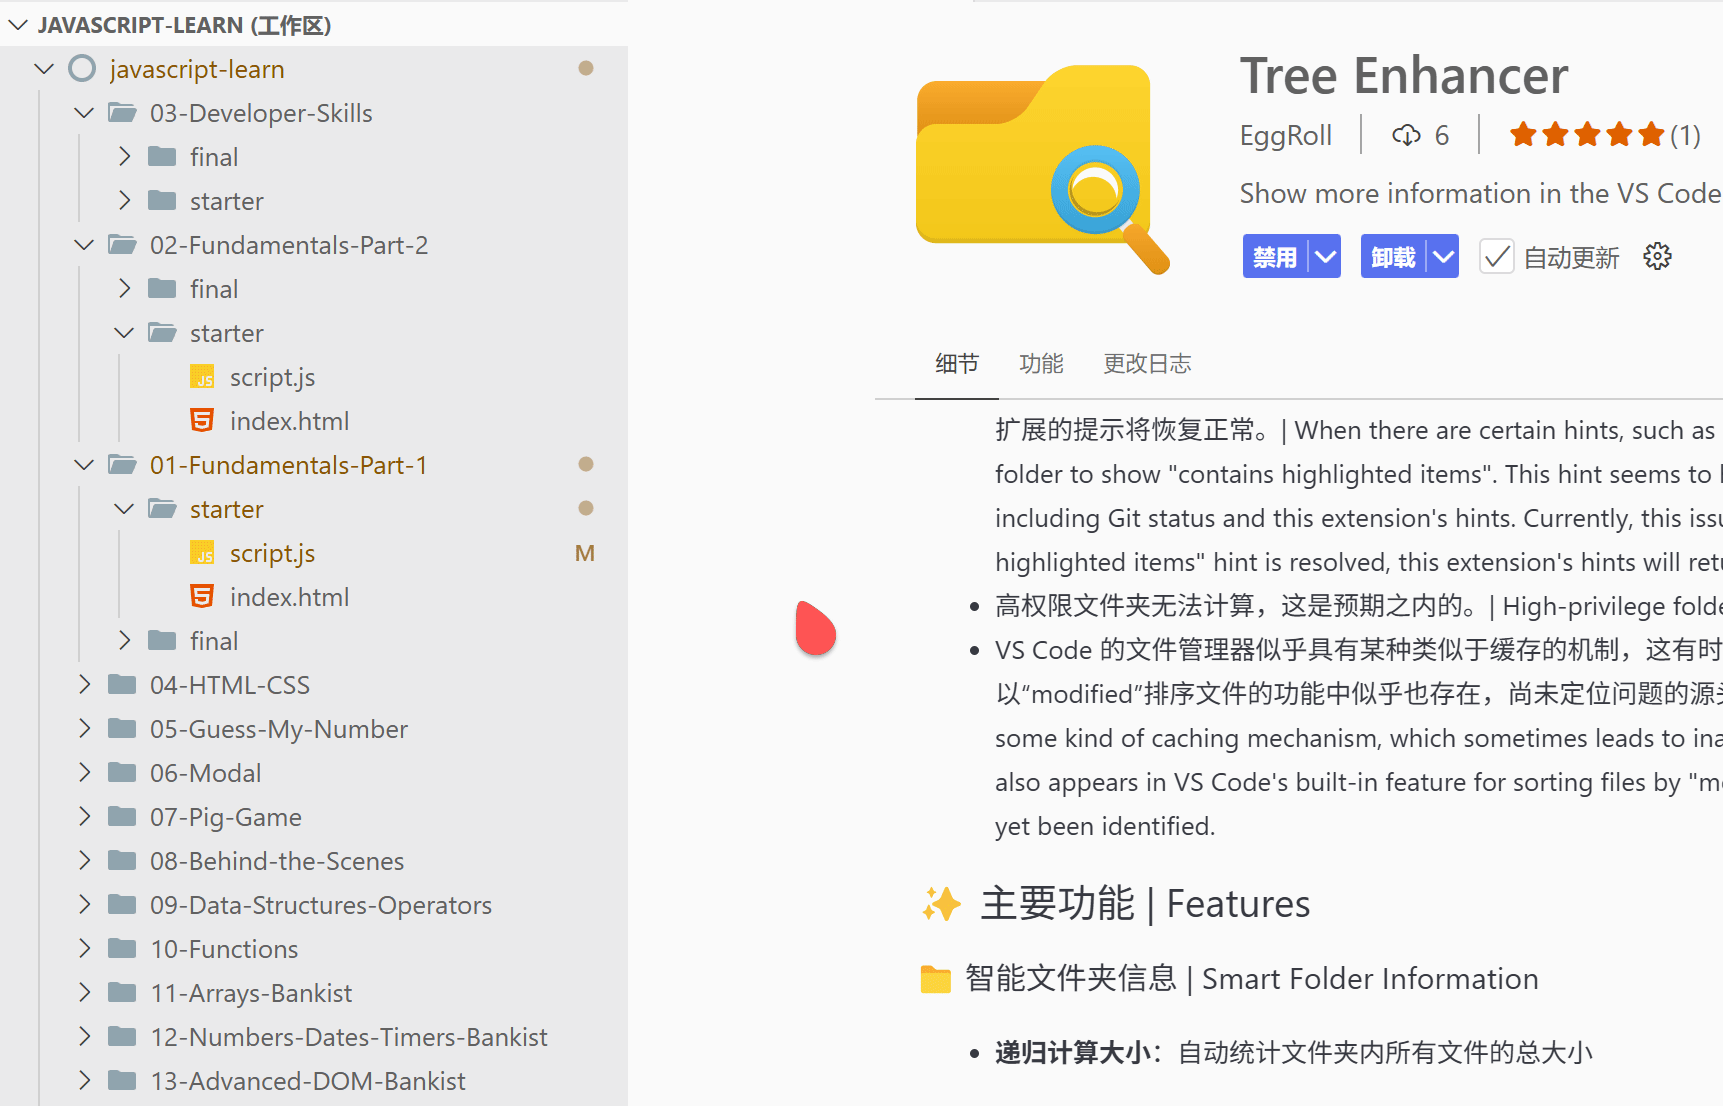 JAVASCRIPT-LEARN (工作区)
javascript-learn
03-Developer-Skills
final
starter
02-Fundamentals-Part-2
final
starter
script.js
index.html
01-Fundamentals-Part-1
starter
script.js M
index.html
final
04-HTML-CSS
05-Guess-My-Number
06-Modal
07-Pig-Game
08-Behind-the-Scenes
09-Data-Structures-Operators
10-Functions
11-Arrays-Bankist
12-Numbers-Dates-Timers-Bankist
13-Advanced-DOM-Bankist
Tree Enhancer
EggRoll 6 (1)
Show more information in the VS Code
禁用 卸载 自动更新
细节 功能 更改日志
扩展的提示将恢复正常。| When there are certain hints, such as
folder to show "contains highlighted items". This hint seems to
including Git status and this extension's hints. Currently, this
highlighted items" hint is resolved, this extension's hints will
高权限文件夹无法计算，这是预期之内的。| High-privilege
VS Code 的文件管理器似乎具有某种类似于缓存的机制，这有时
以“modified”排序文件的功能中似乎也存在，尚未定位问题的源
some kind of caching mechanism, which sometimes leads to
also appears in VS Code's built-in feature for sorting files by
yet been identified.
主要功能 | Features
智能文件夹信息 | Smart Folder Information
递归计算大小：自动统计文件夹内所有文件的总大小